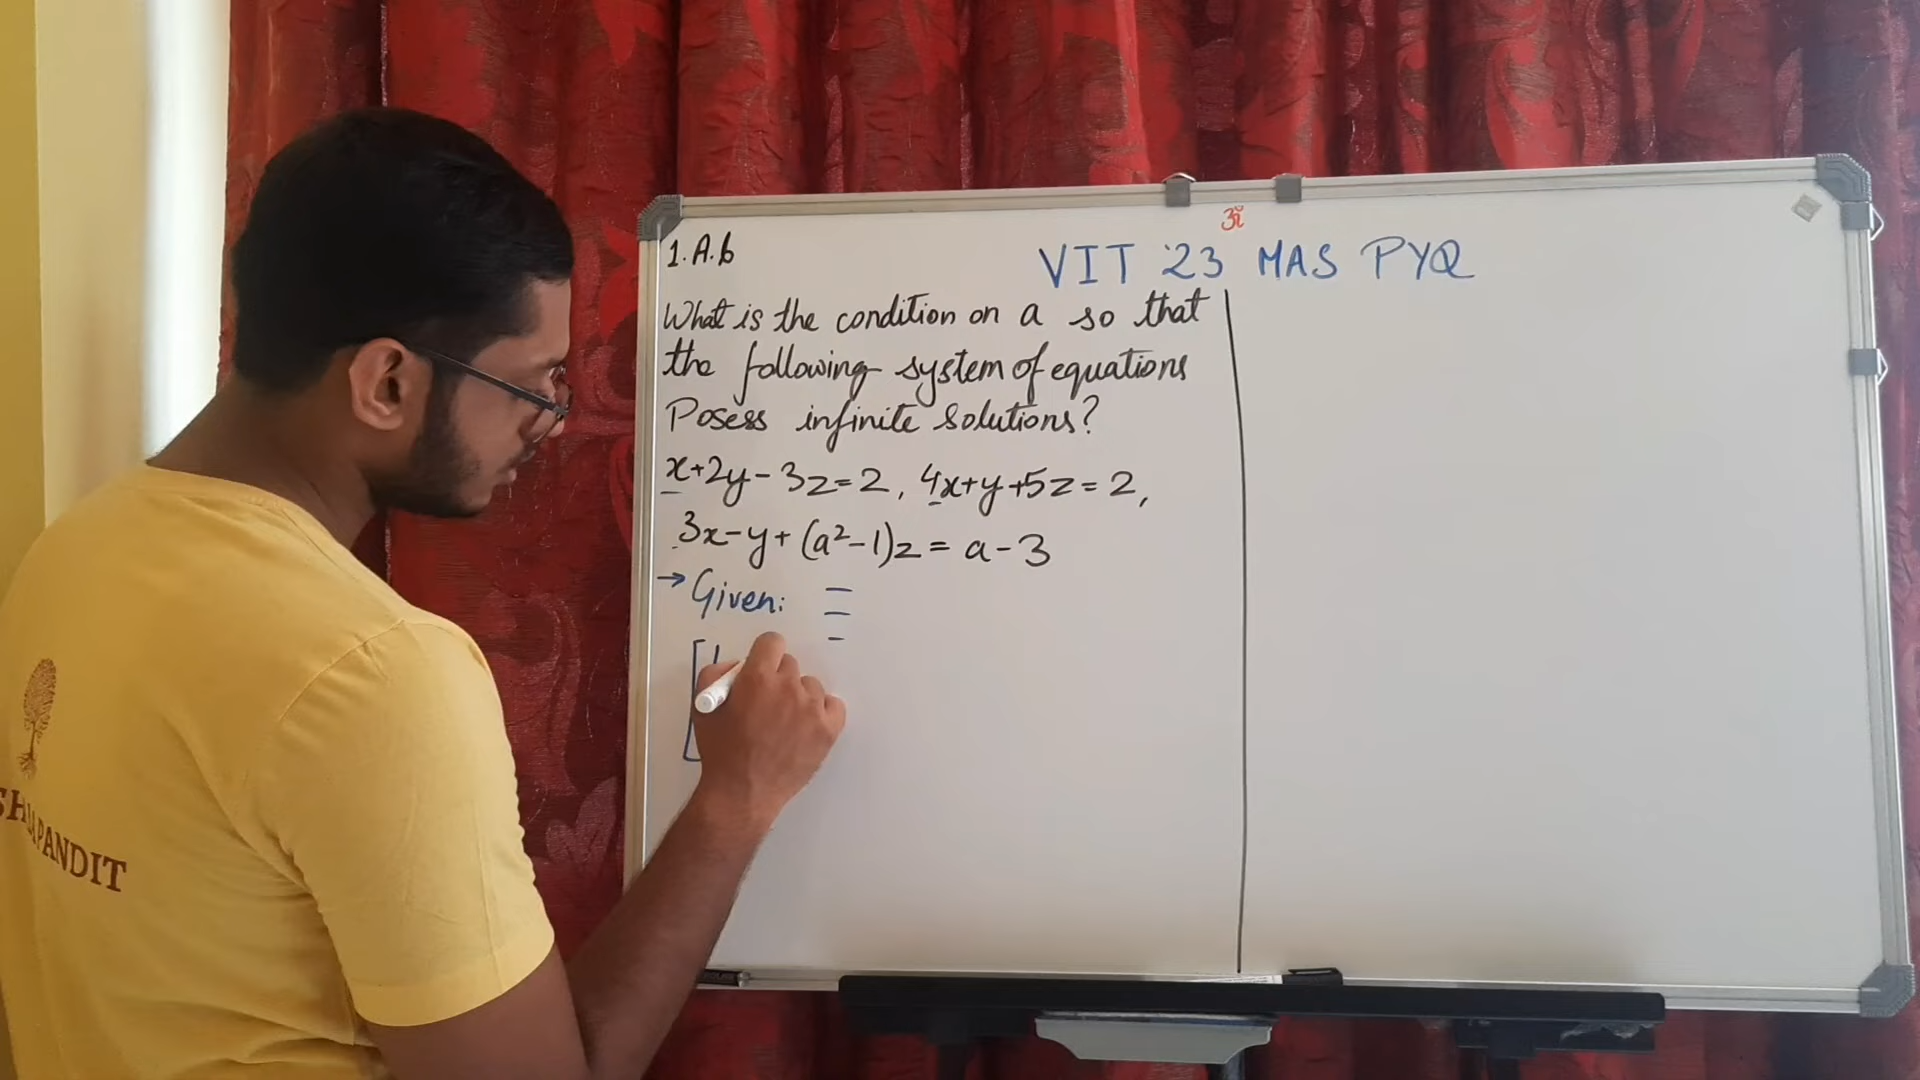 ॐ
VIT '23 MAS PYQ
1.A.b
What is the condition on a so that
the following system of equations
Posess infinite solutions?
x+2y-3z=2, 4x+y+5z=2,
3x-y+(a²-1)z=a-3
→ Given:
PANDIT